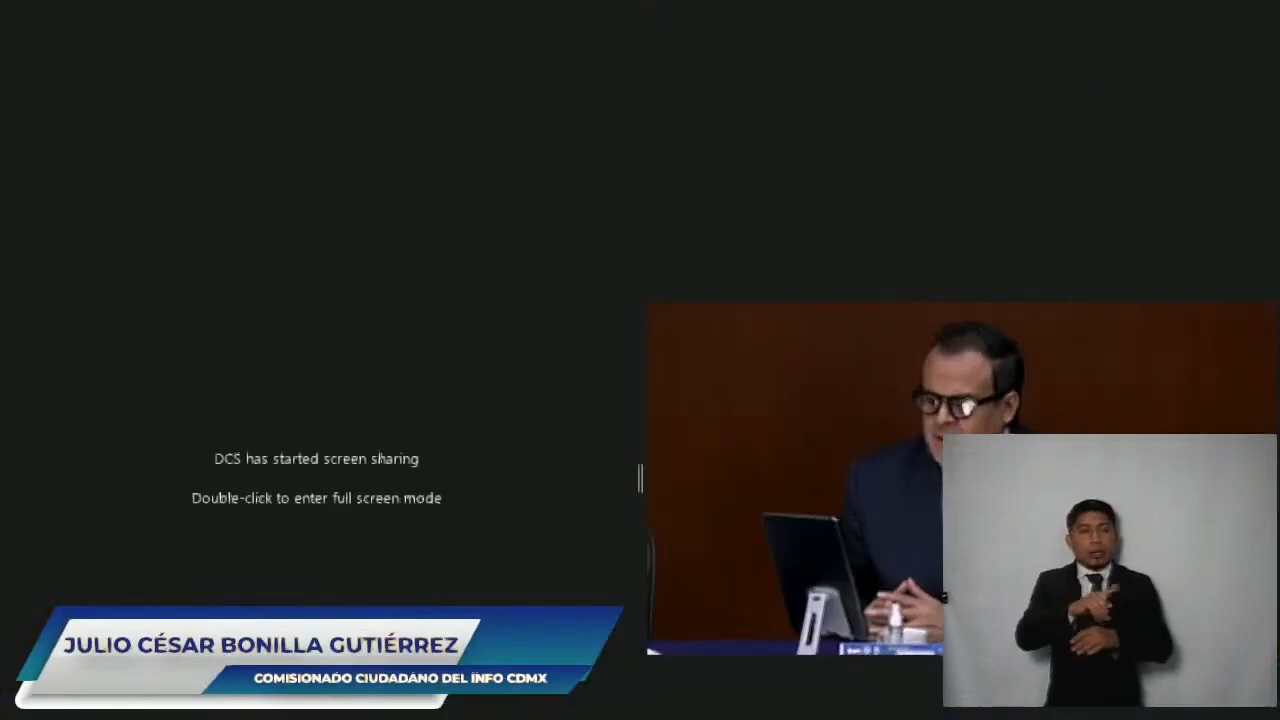 DCS has started screen sharing
Double-click to enter full screen mode
JULIO CÉSAR BONILLA GUTIÉRREZ
COMISIONADO CIUDADANO DEL INFO CDMX